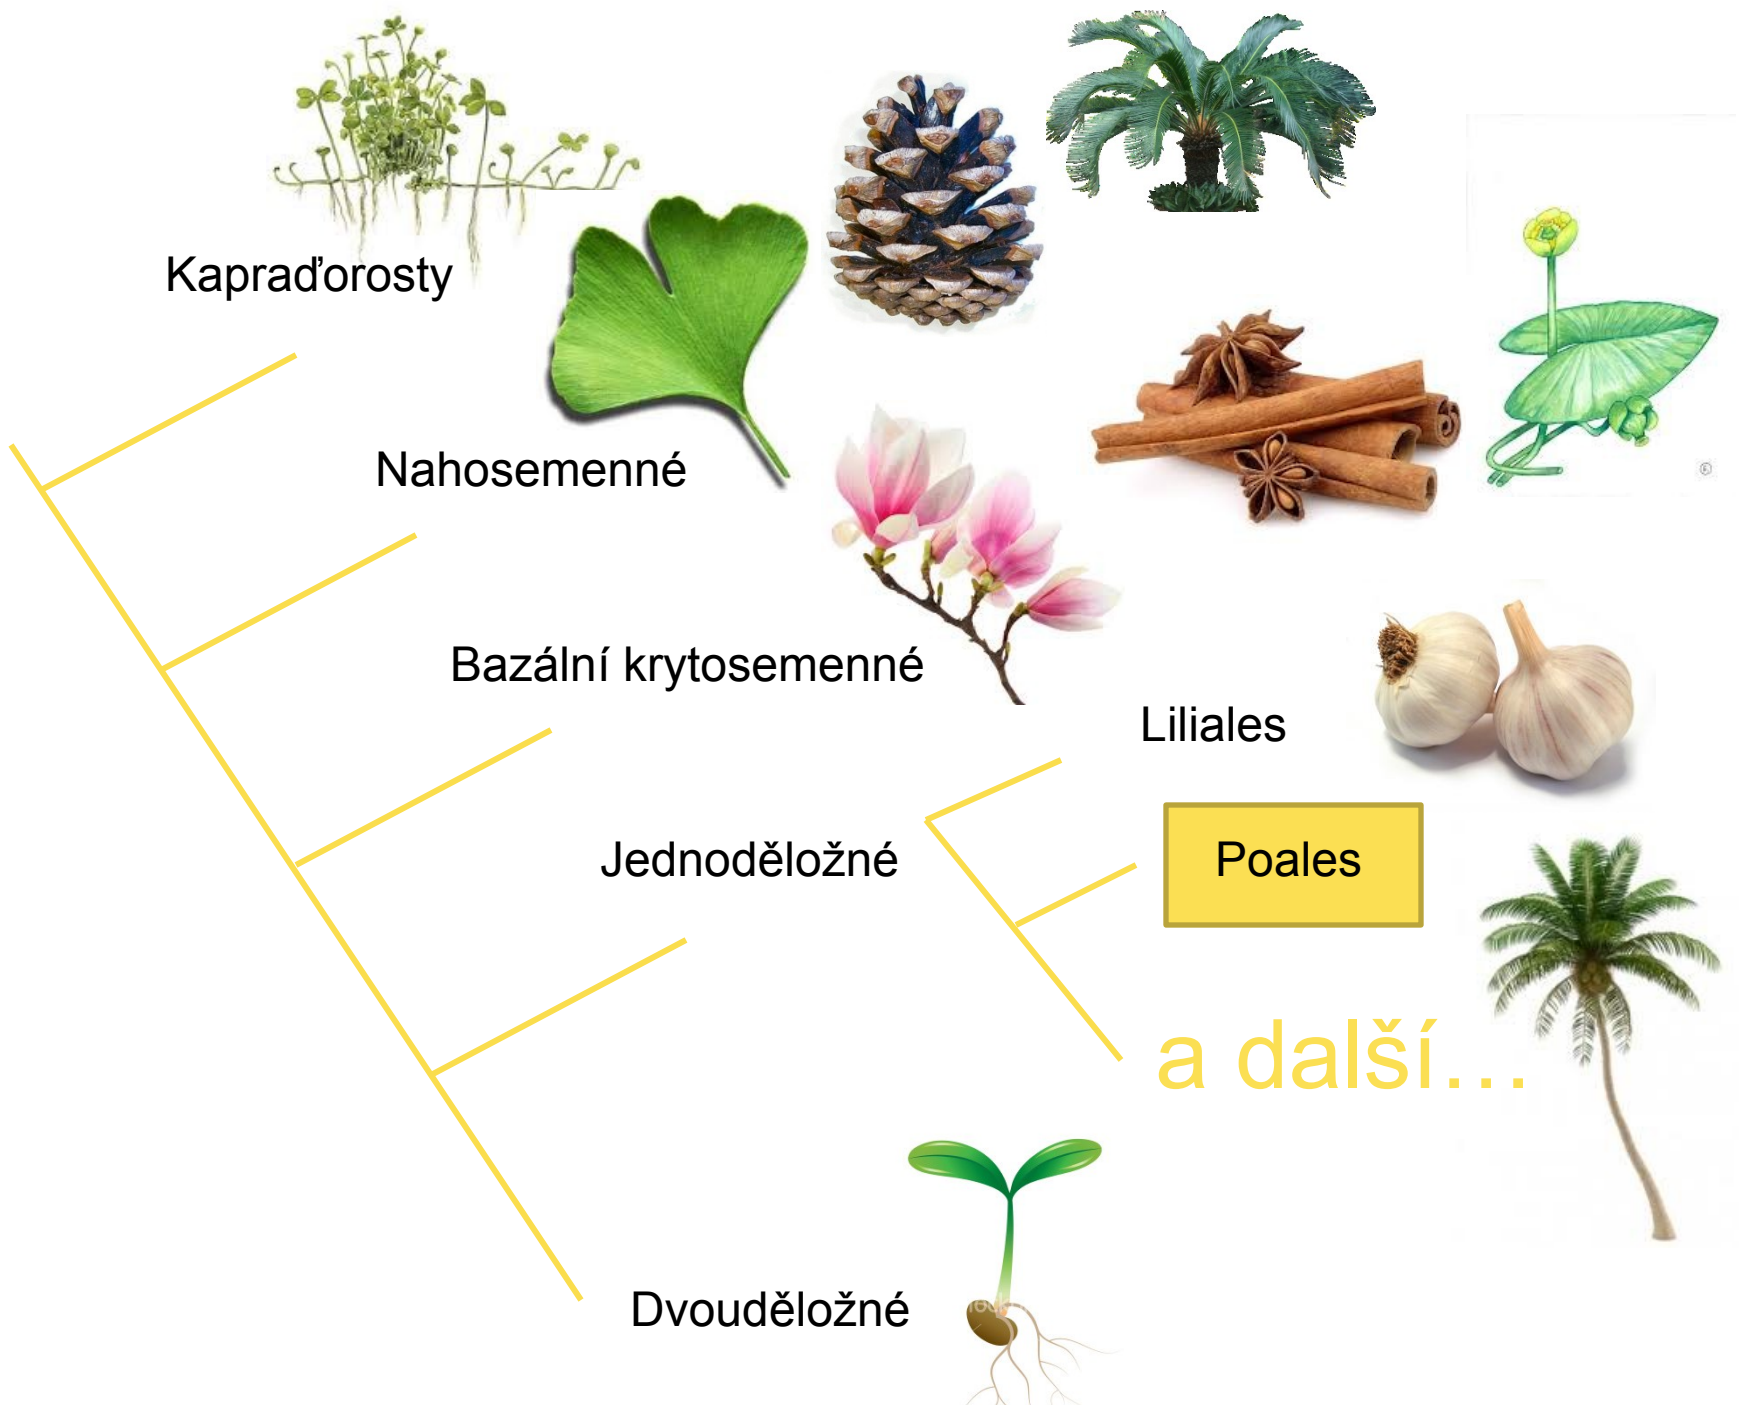 Kapraďorosty
Nahosemenné
Bazální krytosemenné
Liliales
Jednoděložné
Poales
a další...
Dvouděložné